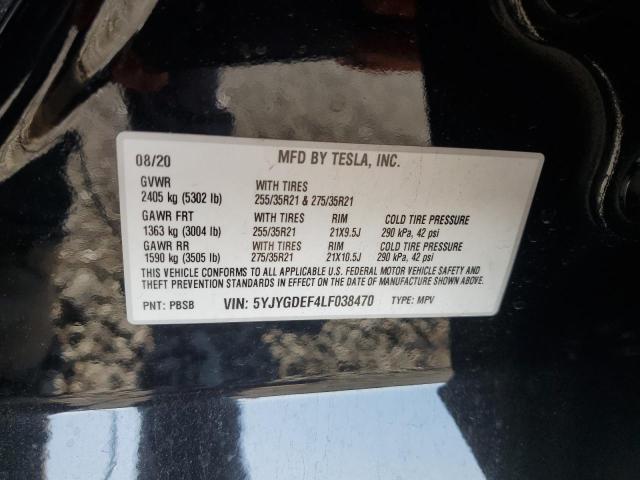 08/20 MFD BY TESLA, INC.
GVWR WITH TIRES
2405 kg (5302 lb) 255/35R21 & 275/35R21
GAWR FRT WITH TIRES RIM COLD TIRE PRESSURE
1363 kg (3004 lb) 255/35R21 21X9.5J 290 kPa, 42 psi
GAWR RR WITH TIRES RIM COLD TIRE PRESSURE
1590 kg (3505 lb) 275/35R21 21X10.5J 290 kPa, 42 psi
THIS VEHICLE CONFORMS TO ALL APPLICABLE U.S. FEDERAL MOTOR VEHICLE SAFETY AND
THEFT PREVENTION STANDARDS IN EFFECT ON THE DATE OF MANUFACTURE SHOWN ABOVE.
PNT: PBSB VIN: 5YJYGDEF4LF038470 TYPE: MPV